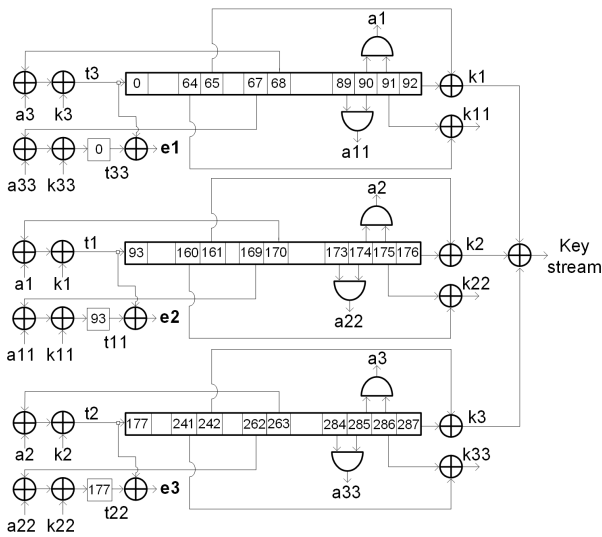 a1
t3
0 64 65 67 68 89 90 91 92
k1
a3 k3
k11
a33 k33
0
t33
e1
a11
a2
t1
93 160 161 169 170 173 174 175 176
k2
Key
stream
a1 k1
k22
a11 k11
93
t11
e2
a22
a3
t2
177 241 242 262 263 284 285 286 287
k3
a2 k2
k33
a22 k22
177
t22
e3
a33